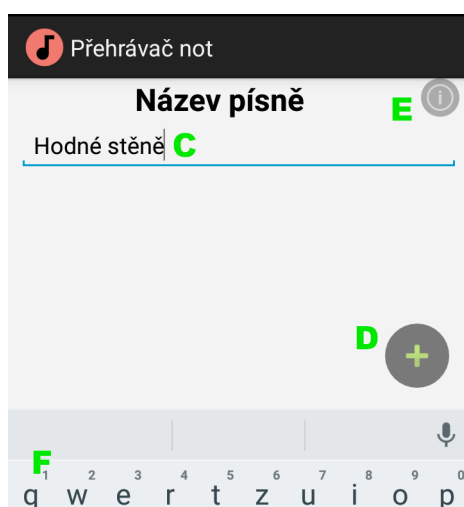 Přehrávač not
Název písně
E
Hodné stěně C
D
F
1 2 3 4 5 6 7 8 9 0
q w e r t z u i o p